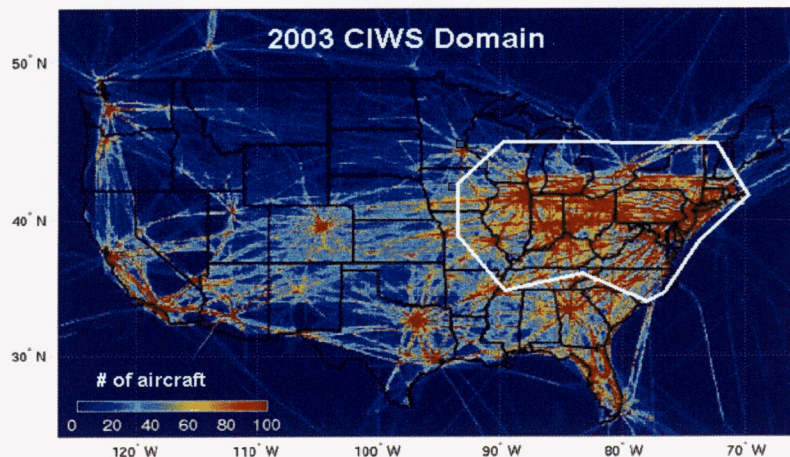 2003 CIWS Domain
50° N
40° N
30° N
# of aircraft
0 20 40 60 80 100
120° W 110° W 100° W 90° W 80° W 70° W